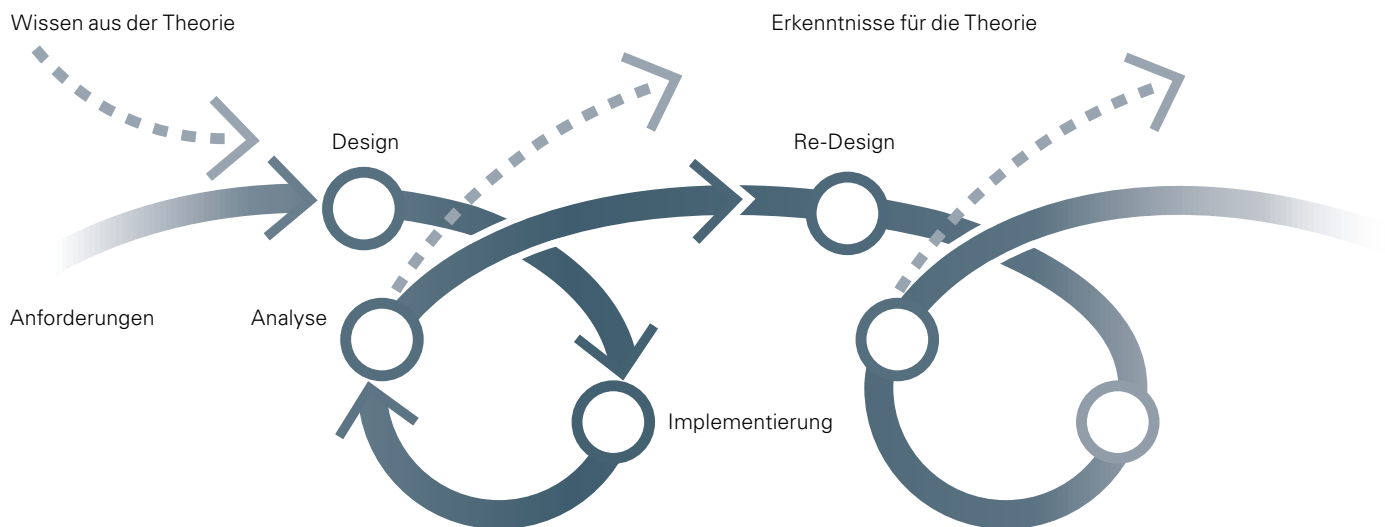 Wissen aus der Theorie
Erkenntnisse für die Theorie
Design
Re-Design
Anforderungen
Analyse
Implementierung